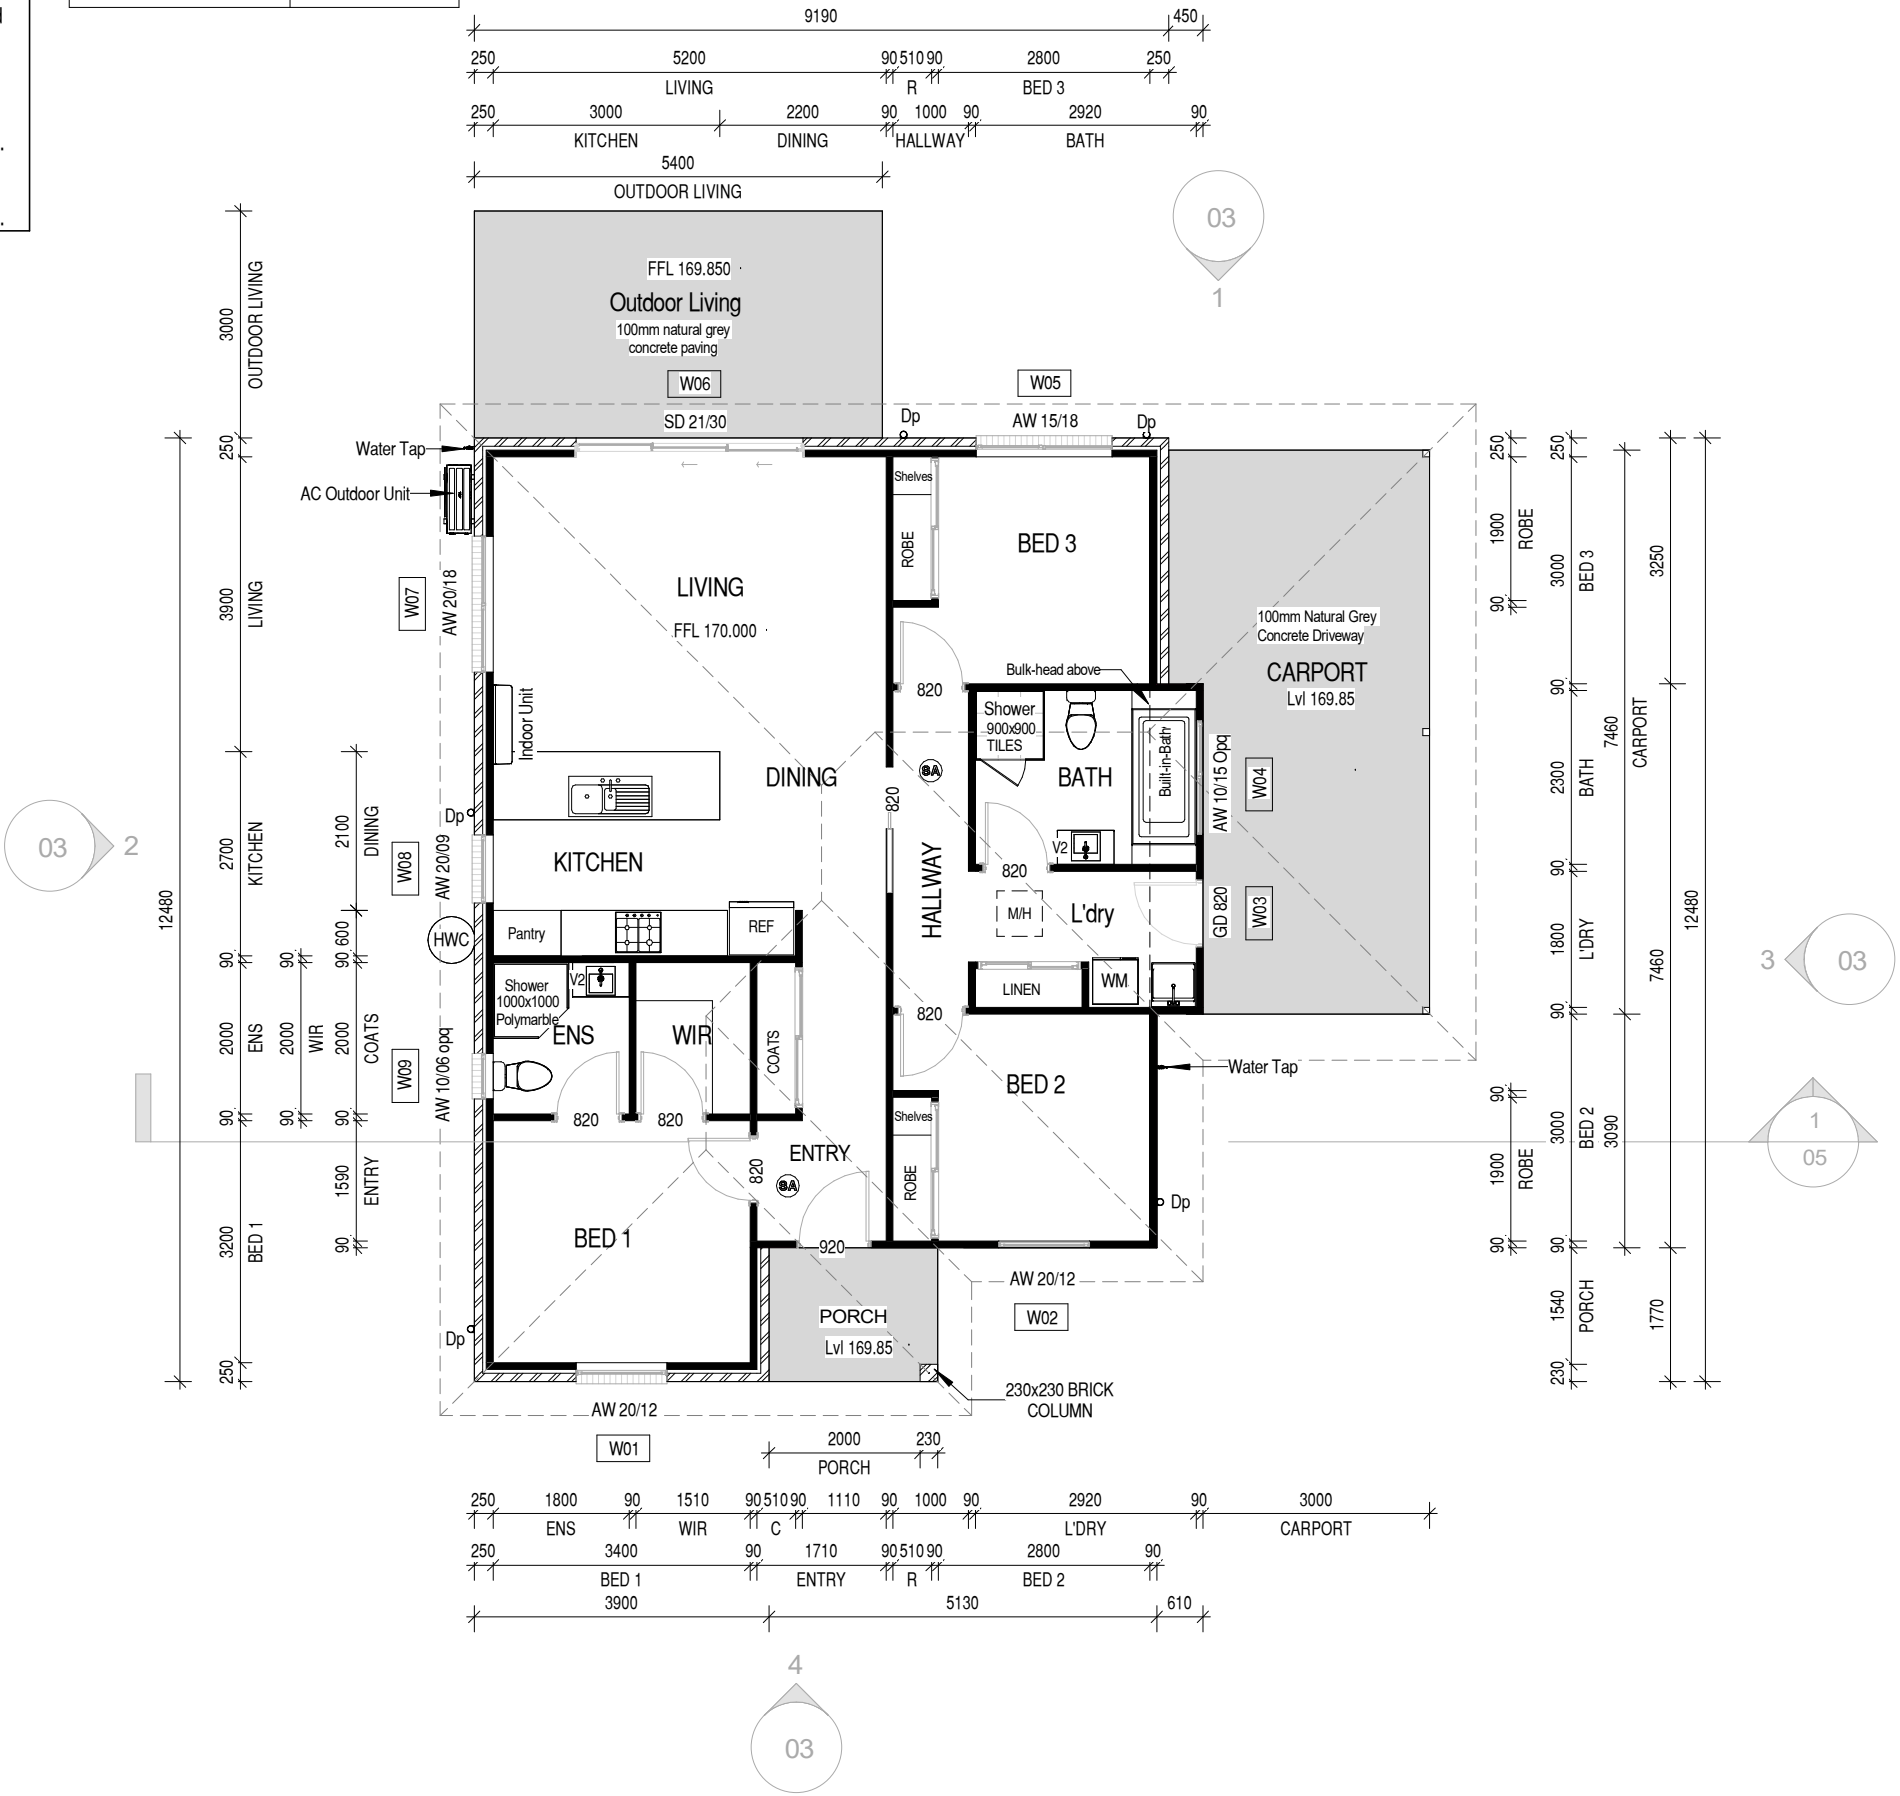 9190 450
250 5200 90 510 90 2800 250
LIVING R BED 3
250 3000 2200 90 1000 90 2920 90
KITCHEN DINING HALLWAY BATH
5400
OUTDOOR LIVING
03
1
FFL 169.850
Outdoor Living
100mm natural grey
concrete paving
W06
SD 21/30
W05
AW 15/18
Dp
Dp
Water Tap
AC Outdoor Unit
3000
OUTDOOR LIVING
250
3900
LIVING
2700
KITCHEN
90
2000
ENS
90
3200
BED 1
250
12480
90
2000
WIR
90
2100
DINING
600
90
2000
COATS
90
1590
ENTRY
90
W07
AW 20/18
W08
AW 20/09
W09
AW 10/06 opq
Dp
HWC
Dp
03
2
LIVING
FFL 170.000
Indoor Unit
DINING
KITCHEN
Pantry
REF
Shower
1000x1000
Polymarble
V2
ENS
WIR
COATS
820
820
820
ENTRY
SA
BED 1
920
PORCH
Lvl 169.85
Shelves
ROBE
BED 3
820
Bulk-head above
Shower
900x900
TILES
BATH
Built-in-Bath
V2
SA
820
HALLWAY
820
M/H
L'dry
LINEN
WM
820
BED 2
Shelves
ROBE
AW 10/15 Opq
W04
GD 820
W03
100mm Natural Grey
Concrete Driveway
CARPORT
Lvl 169.85
Water Tap
Dp
AW 20/12
W02
230x230 BRICK
COLUMN
AW 20/12
W01
250
1900
ROBE
90
90
1900
ROBE
90
250
3000
BED 3
90
2300
BATH
90
1800
L'DRY
90
3000
BED 2
90
1540
PORCH
230
7460
CARPORT
3090
3250
7460
1770
12480
3
03
1
05
2000 230
PORCH
250 1800 90 1510 90 510 90 1110 90 1000 90 2920 90 3000
ENS WIR C L'DRY CARPORT
250 3400 90 1710 90 510 90 2800 90
BED 1 ENTRY R BED 2
3900 5130 610
4
03